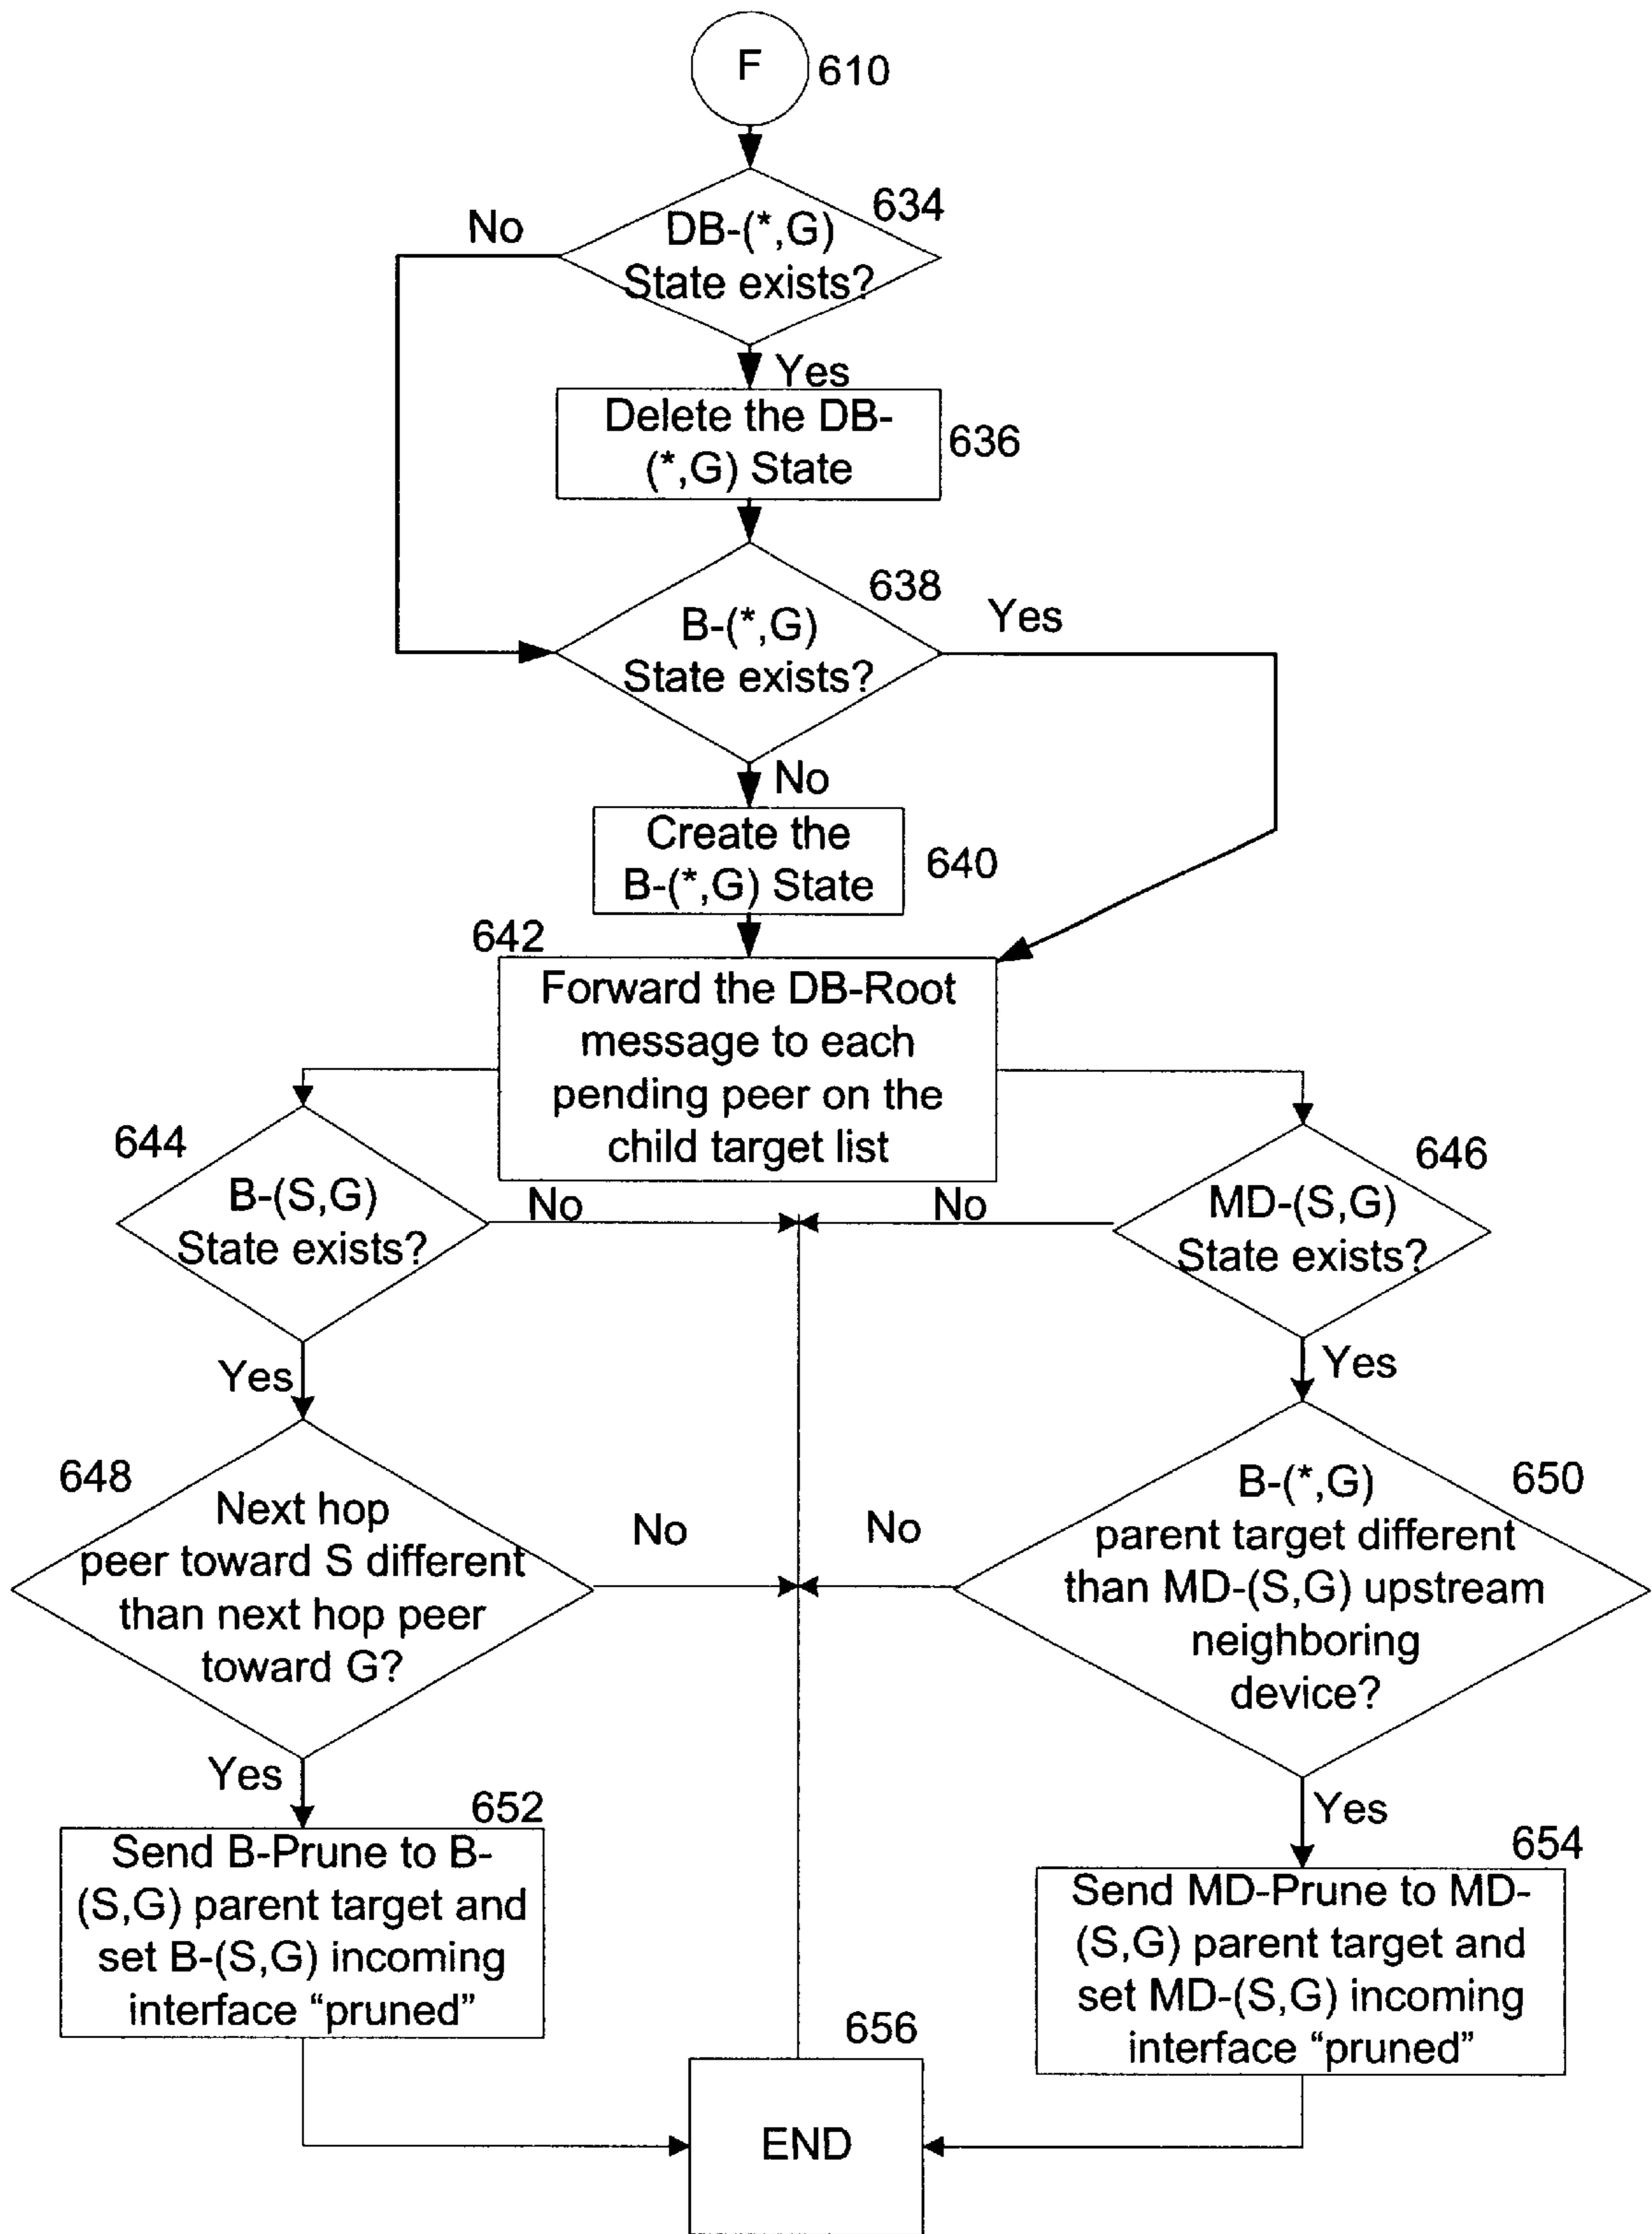 F
610
634
No
DB-(*,G)
State exists?
Yes
Delete the DB-
(*,G) State
636
638
Yes
B-(*,G)
State exists?
No
Create the
B-(*,G) State
640
642
Forward the DB-Root
message to each
pending peer on the
child target list
644
B-(S,G)
State exists?
No
No
646
MD-(S,G)
State exists?
Yes
Yes
648
Next hop
peer toward S different
than next hop peer
toward G?
No
No
650
B-(*,G)
parent target different
than MD-(S,G) upstream
neighboring
device?
Yes
Yes
652
Send B-Prune to B-
(S,G) parent target and
set B-(S,G) incoming
interface “pruned”
654
Send MD-Prune to MD-
(S,G) parent target and
set MD-(S,G) incoming
interface “pruned”
656
END